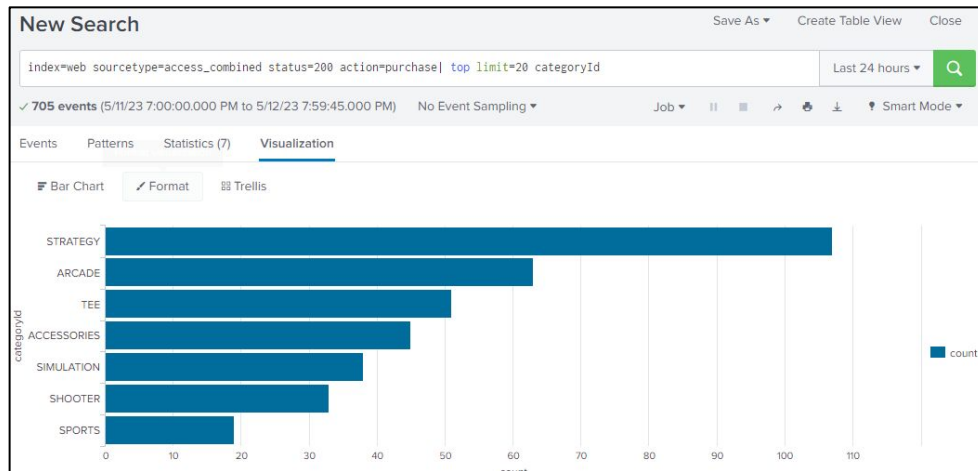 New Search
Save As ▾ Create Table View Close
index=web sourcetype=access_combined status=200 action=purchase| top limit=20 categoryId
Last 24 hours ▾
✓ 705 events (5/11/23 7:00:00.000 PM to 5/12/23 7:59:45.000 PM) No Event Sampling ▾
Job ▾ Smart Mode ▾
Events Patterns Statistics (7) Visualization
Bar Chart Format Trellis
STRATEGY
ARCADE
TEE
ACCESSORIES
SIMULATION
SHOOTER
SPORTS
categoryId
0 10 20 30 40 50 60 70 80 90 100 110
count
count